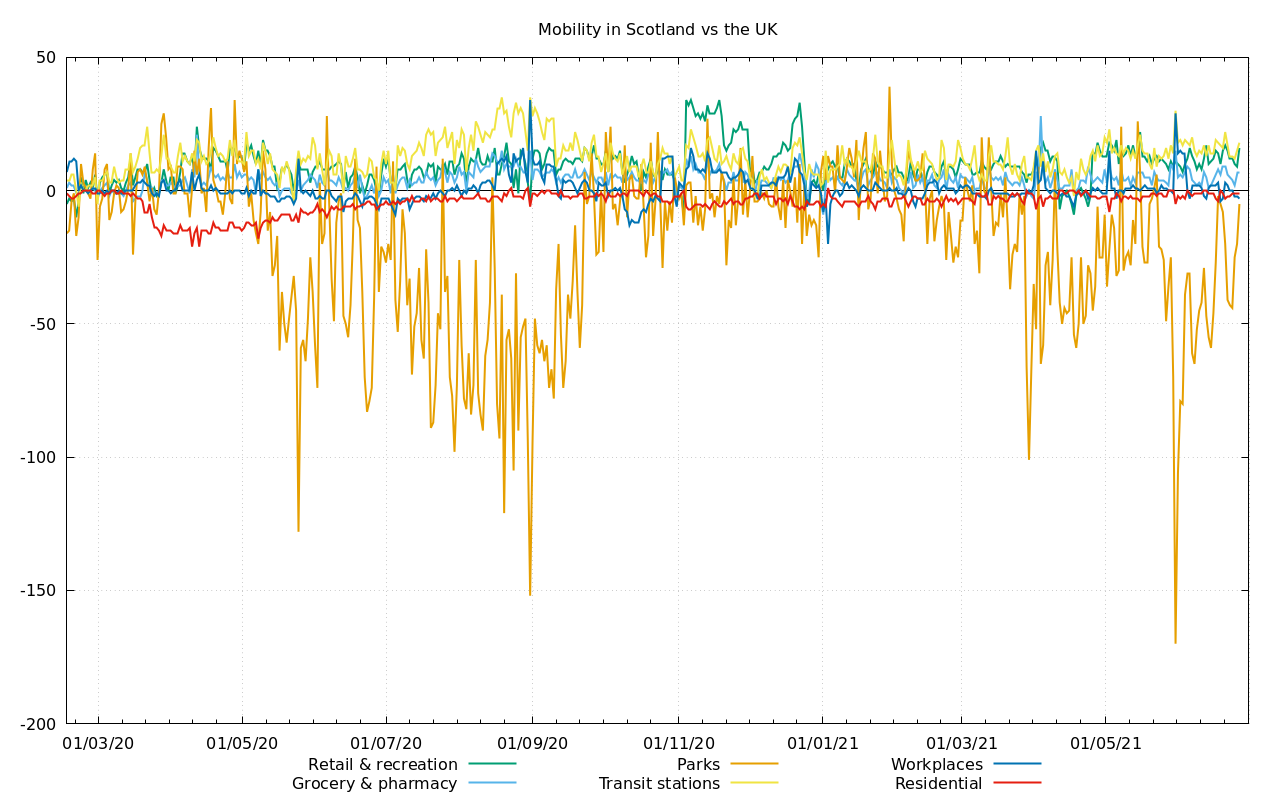 Mobility in Scotland vs the UK
50
0
-50
-100
-150
-200
01/03/20 01/05/20 01/07/20 01/09/20 01/11/20 01/01/21 01/03/21 01/05/21
Retail & recreation Parks Workplaces
Grocery & pharmacy Transit stations Residential